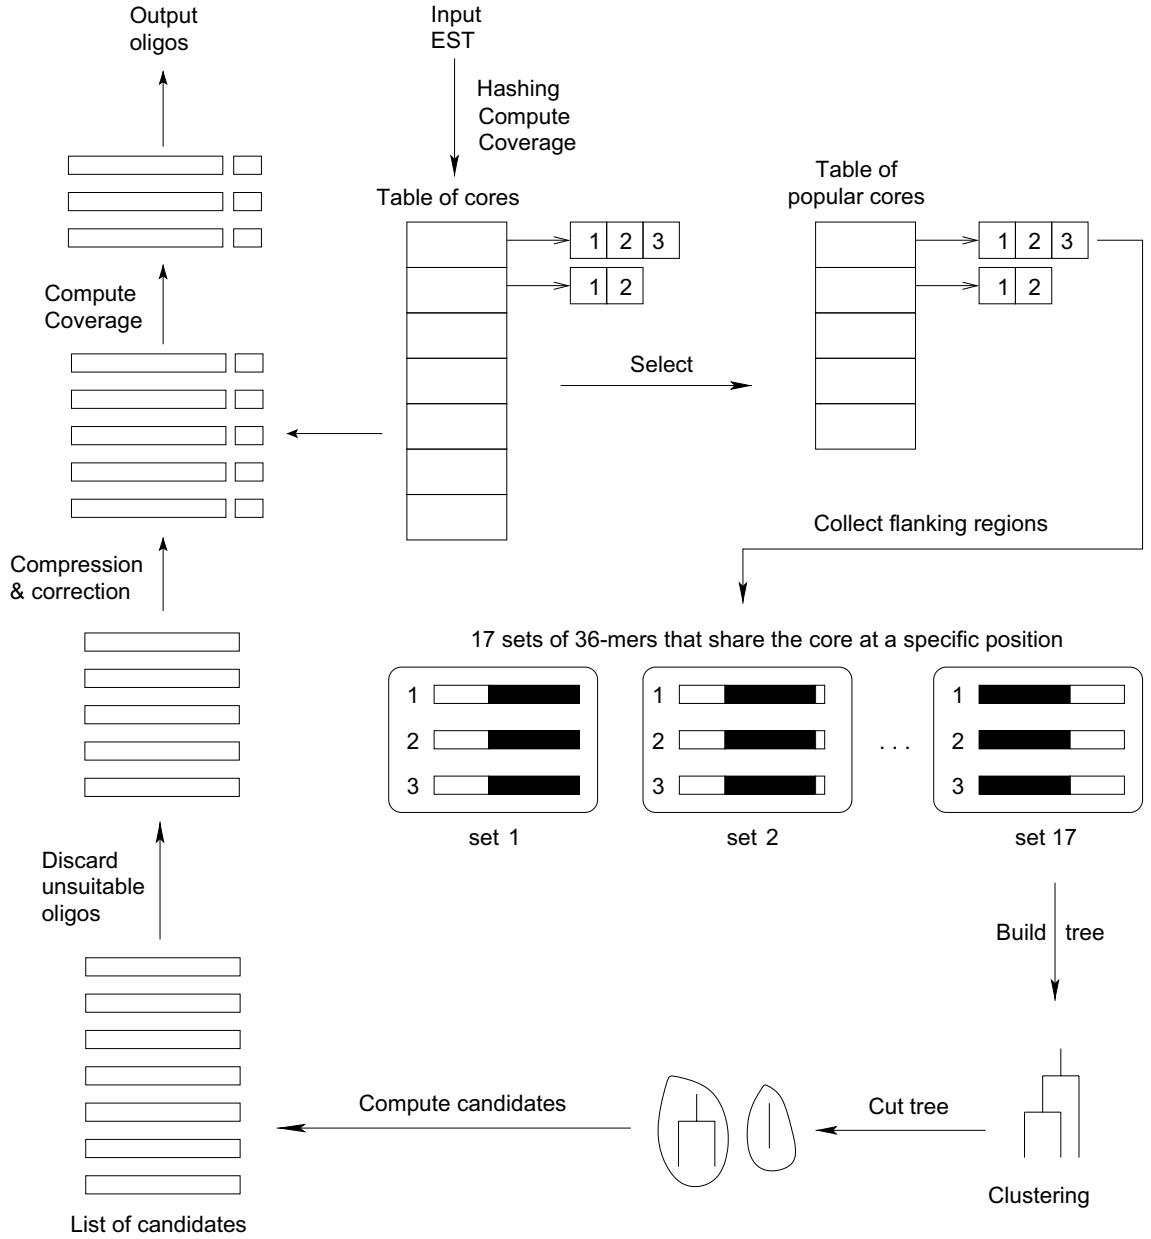 Output
oligos
Input
EST
Hashing
Compute
Coverage
Table of cores
1 2 3
1 2
Table of
popular cores
1 2 3
1 2
Select
Compute
Coverage
Collect flanking regions
Compression
& correction
17 sets of 36-mers that share the core at a specific position
1
2
3
set 1
1
2
3
set 2
. . .
1
2
3
set 17
Discard
unsuitable
oligos
Build tree
Clustering
Cut tree
Compute candidates
List of candidates